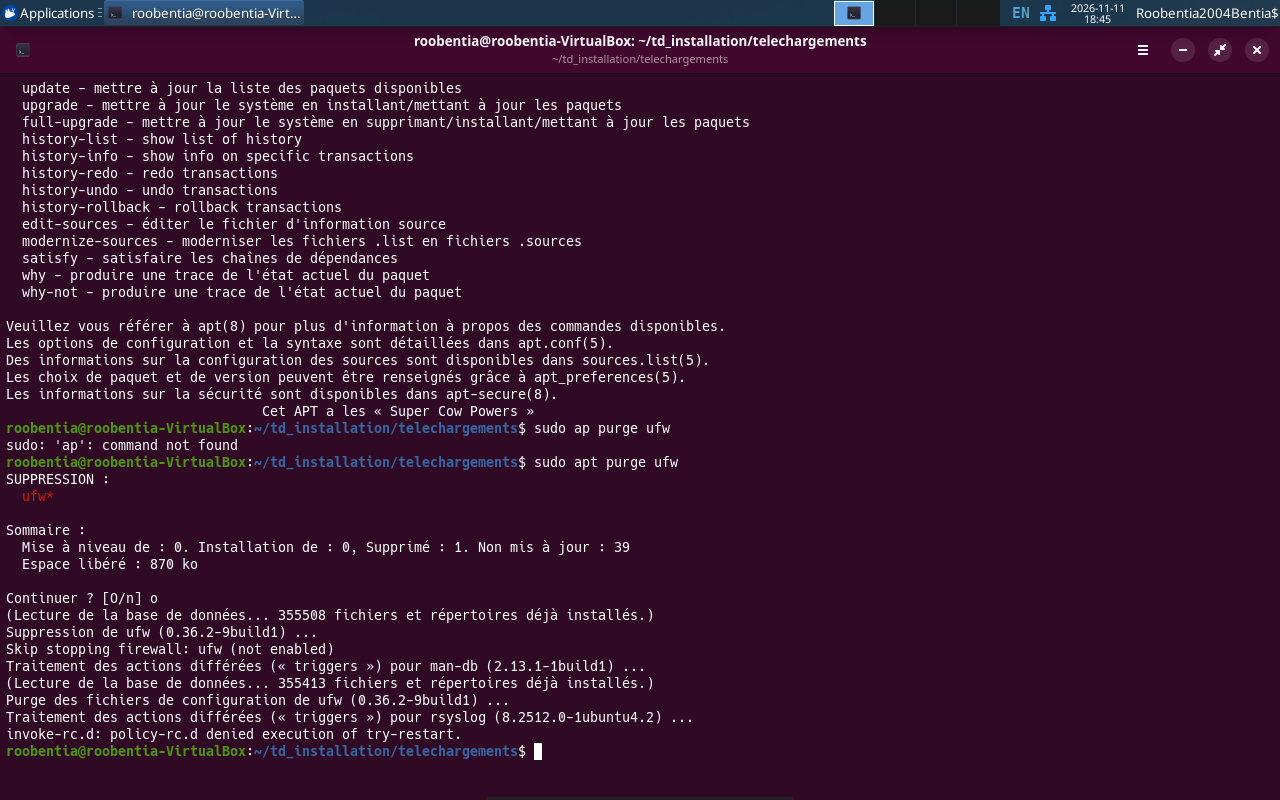 Applications
roobentia@roobentia-Virt...
EN
2026-11-11
18:45
Roobentia2004Bentia$
roobentia@roobentia-VirtualBox: ~/td_installation/telechargements
~/td_installation/telechargements
update - mettre à jour la liste des paquets disponibles
upgrade - mettre à jour le système en installant/mettant à jour les paquets
full-upgrade - mettre à jour le système en supprimant/installant/mettant à jour les paquets
history-list - show list of history
history-info - show info on specific transactions
history-redo - redo transactions
history-undo - undo transactions
history-rollback - rollback transactions
edit-sources - éditer le fichier d'information source
modernize-sources - moderniser les fichiers .list en fichiers .sources
satisfy - satisfaire les chaînes de dépendances
why - produire une trace de l'état actuel du paquet
why-not - produire une trace de l'état actuel du paquet
Veuillez vous référer à apt(8) pour plus d'information à propos des commandes disponibles.
Les options de configuration et la syntaxe sont détaillées dans apt.conf(5).
Des informations sur la configuration des sources sont disponibles dans sources.list(5).
Les choix de paquet et de version peuvent être renseignés grâce à apt_preferences(5).
Les informations sur la sécurité sont disponibles dans apt-secure(8).
Cet APT a les « Super Cow Powers »
roobentia@roobentia-VirtualBox:~/td_installation/telechargements$ sudo ap purge ufw
sudo: 'ap': command not found
roobentia@roobentia-VirtualBox:~/td_installation/telechargements$ sudo apt purge ufw
SUPPRESSION :
ufw*
Sommaire :
Mise à niveau de : 0. Installation de : 0, Supprimé : 1. Non mis à jour : 39
Espace libéré : 870 ko
Continuer ? [O/n] o
(Lecture de la base de données... 355508 fichiers et répertoires déjà installés.)
Suppression de ufw (0.36.2-9build1) ...
Skip stopping firewall: ufw (not enabled)
Traitement des actions différées (« triggers ») pour man-db (2.13.1-1build1) ...
(Lecture de la base de données... 355413 fichiers et répertoires déjà installés.)
Purge des fichiers de configuration de ufw (0.36.2-9build1) ...
Traitement des actions différées (« triggers ») pour rsyslog (8.2512.0-1ubuntu4.2) ...
invoke-rc.d: policy-rc.d denied execution of try-restart.
roobentia@roobentia-VirtualBox:~/td_installation/telechargements$